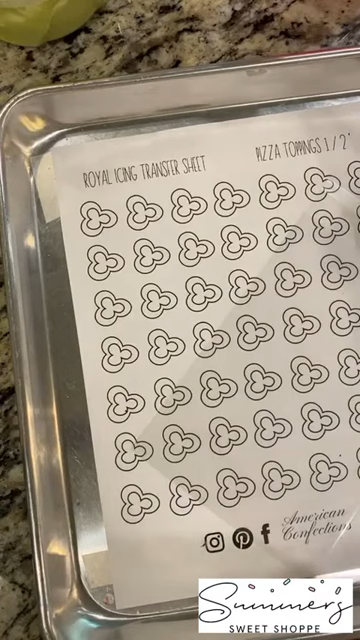 ROYAL ICING TRANSFER SHEET
PIZZA TOPPINGS 1/2"
American
Confections
Summer's
SWEET SHOPPE